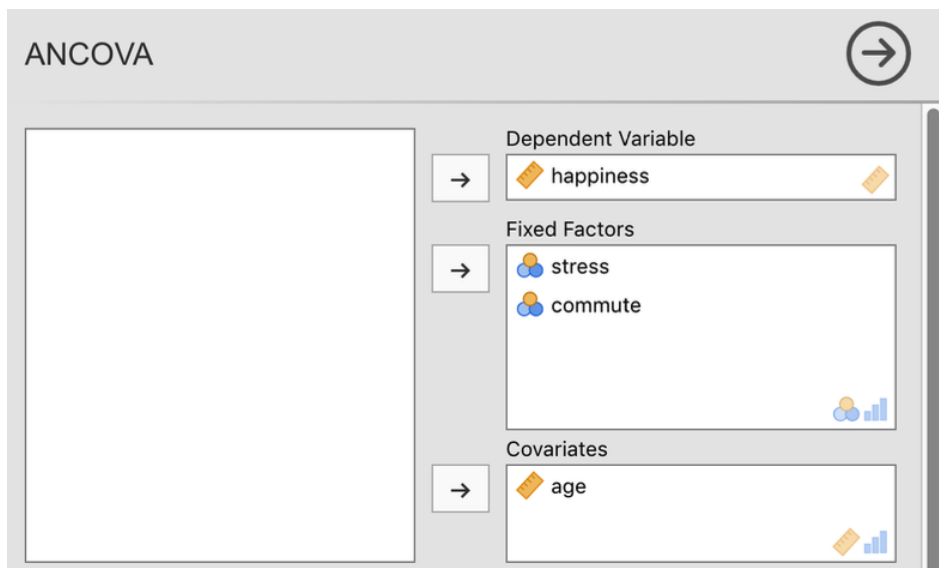 ANCOVA
Dependent Variable
happiness
Fixed Factors
stress
commute
Covariates
age